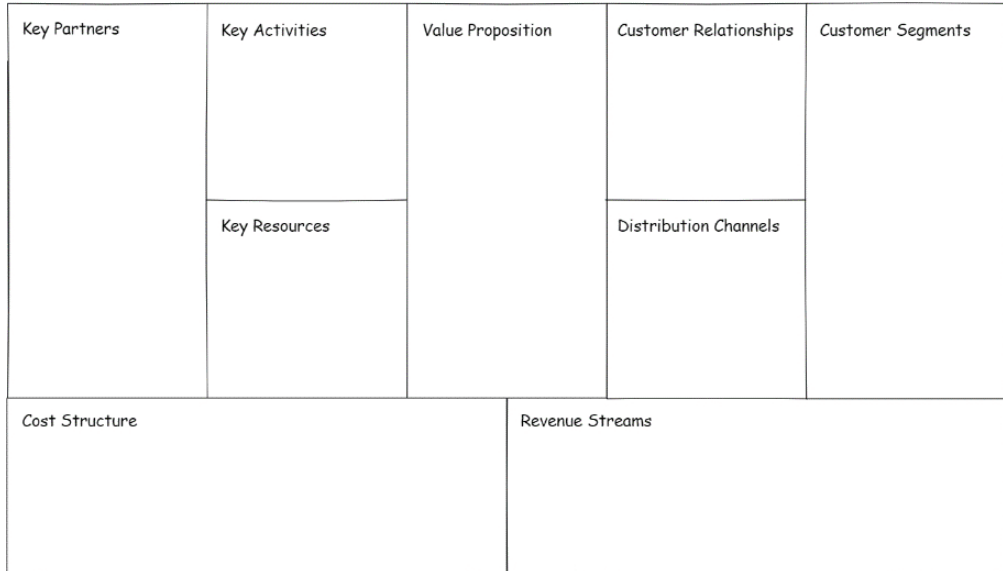 Key Partners
Key Activities
Value Proposition
Customer Relationships
Customer Segments
Key Resources
Distribution Channels
Cost Structure
Revenue Streams